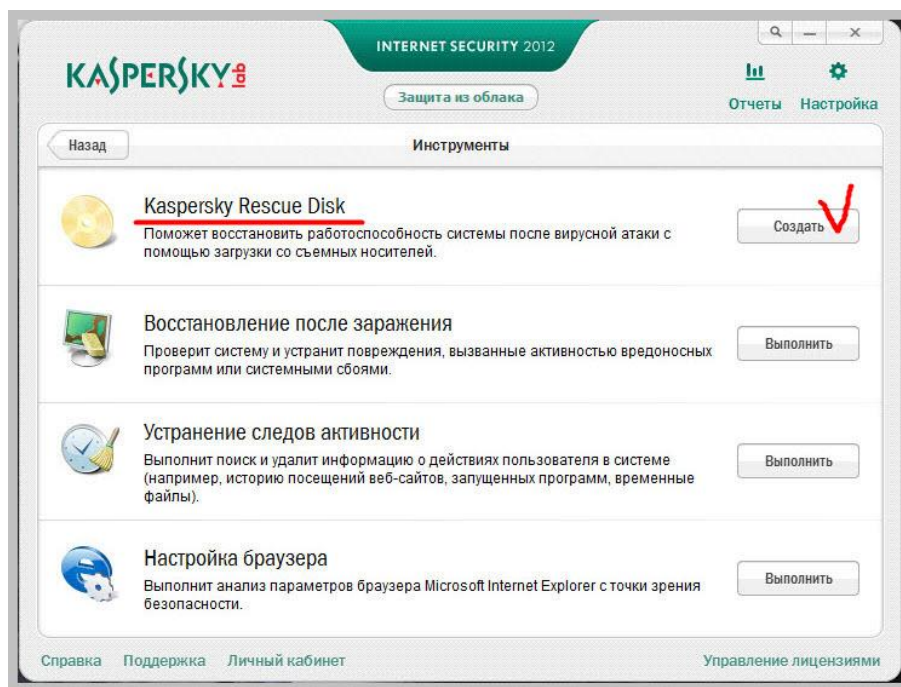 INTERNET SECURITY 2012
KASPERSKY lab
Защита из облака
Отчеты Настройка
Назад
Инструменты
Kaspersky Rescue Disk
Поможет восстановить работоспособность системы после вирусной атаки с
помощью загрузки со съемных носителей.
Создать
Восстановление после заражения
Проверит систему и устранит повреждения, вызванные активностью вредоносных
программ или системными сбоями.
Выполнить
Устранение следов активности
Выполнит поиск и удалит информацию о действиях пользователя в системе
(например, историю посещений веб-сайтов, запущенных программ, временные
файлы).
Выполнить
Настройка браузера
Выполнит анализ параметров браузера Microsoft Internet Explorer с точки зрения
безопасности.
Выполнить
Справка Поддержка Личный кабинет Управление лицензиями